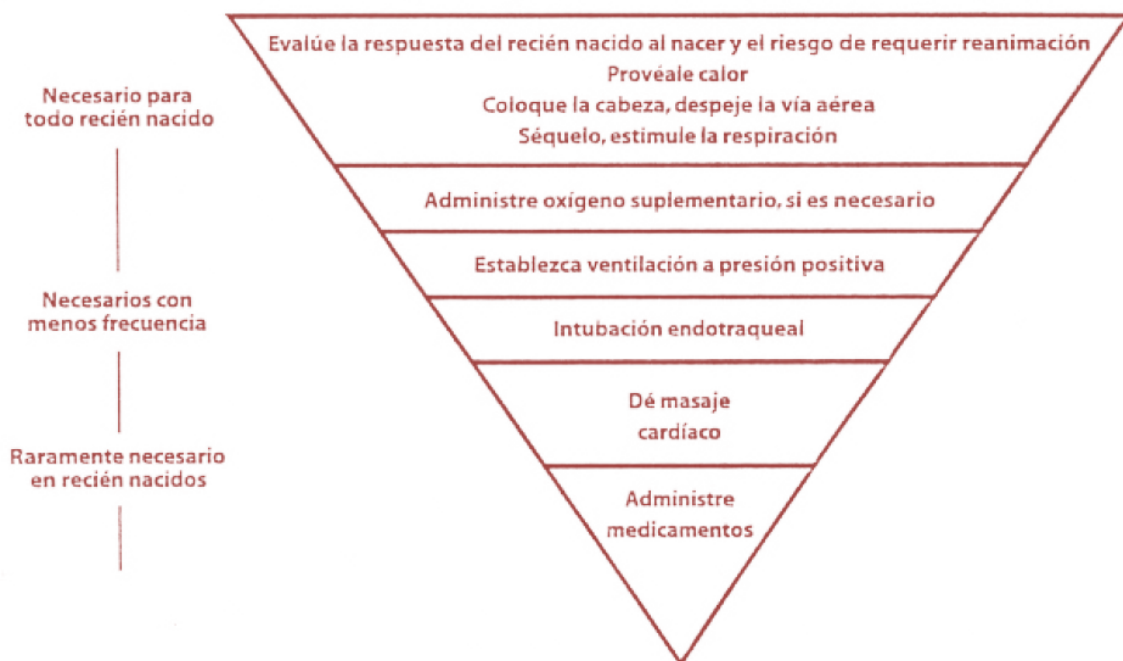 Evalúe la respuesta del recién nacido al nacer y el riesgo de requerir reanimación
Provéale calor
Coloque la cabeza, despeje la vía aérea
Séquelo, estimule la respiración
Necesario para
todo recién nacido
Administre oxígeno suplementario, si es necesario
Establezca ventilación a presión positiva
Necesarios con
menos frecuencia
Intubación endotraqueal
Dé masaje
cardíaco
Raramente necesario
en recién nacidos
Administre
medicamentos